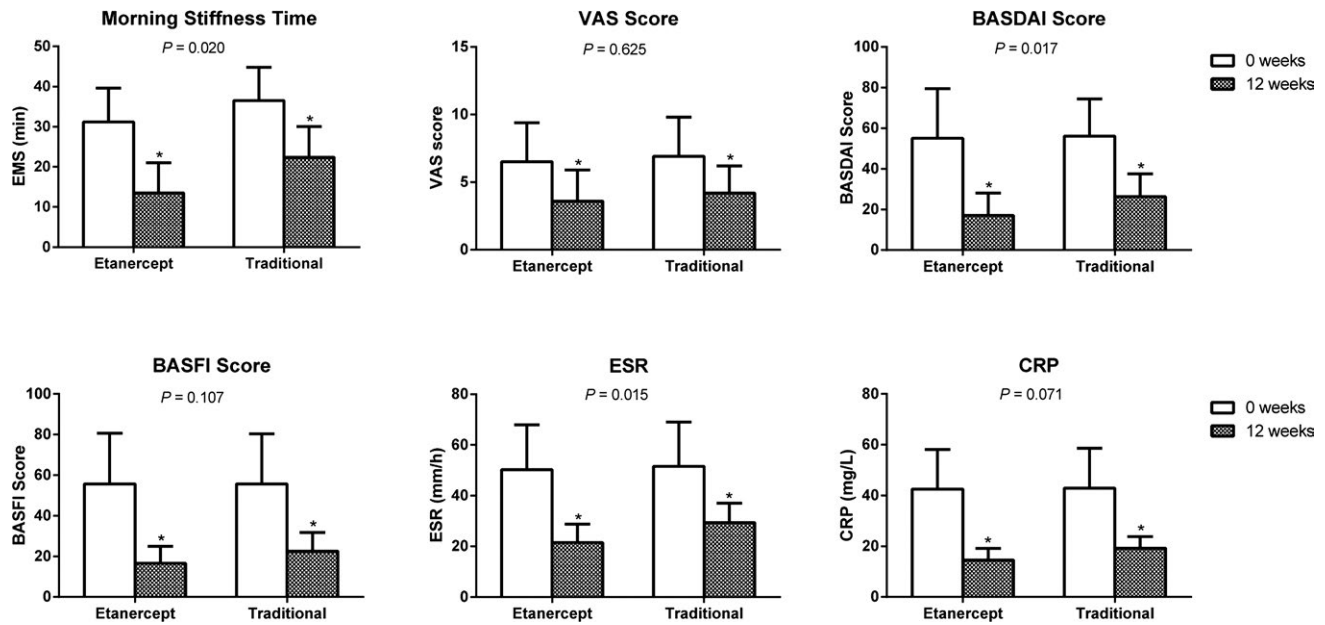 Morning Stiffness Time
P = 0.020
EMS (min)
50
40
30
20
10
0
*
*
Etanercept
Traditional
VAS Score
P = 0.625
VAS score
15
10
5
0
*
*
Etanercept
Traditional
BASDAI Score
P = 0.017
BASDAI Score
100
80
60
40
20
0
*
*
Etanercept
Traditional
0 weeks
12 weeks
BASFI Score
P = 0.107
BASFI Score
100
80
60
40
20
0
*
*
Etanercept
Traditional
ESR
P = 0.015
ESR (mm/h)
80
60
40
20
0
*
*
Etanercept
Traditional
CRP
P = 0.071
CRP (mg/L)
80
60
40
20
0
*
*
Etanercept
Traditional
0 weeks
12 weeks